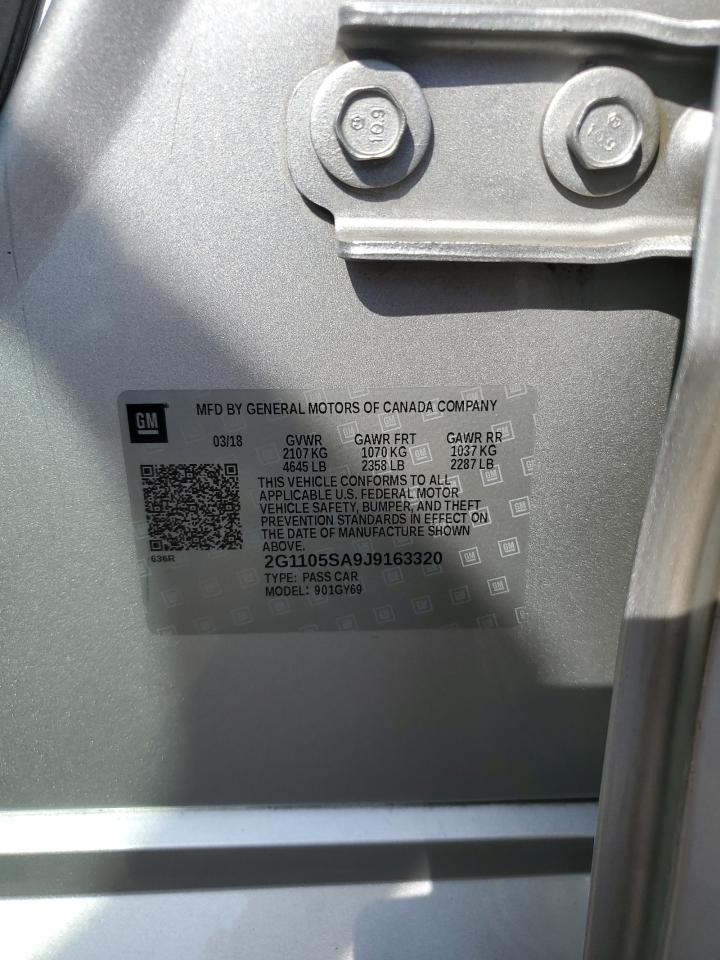 109
GM
MFD BY GENERAL MOTORS OF CANADA COMPANY
03/18 GVWR GAWR FRT GAWR RR
2107 KG 1070 KG 1037 KG
4645 LB 2358 LB 2287 LB
THIS VEHICLE CONFORMS TO ALL
APPLICABLE U.S. FEDERAL MOTOR
VEHICLE SAFETY, BUMPER, AND THEFT
PREVENTION STANDARDS IN EFFECT ON
THE DATE OF MANUFACTURE SHOWN
ABOVE.
636R
2G1105SA9J9163320
TYPE: PASS CAR
MODEL: 901GY69